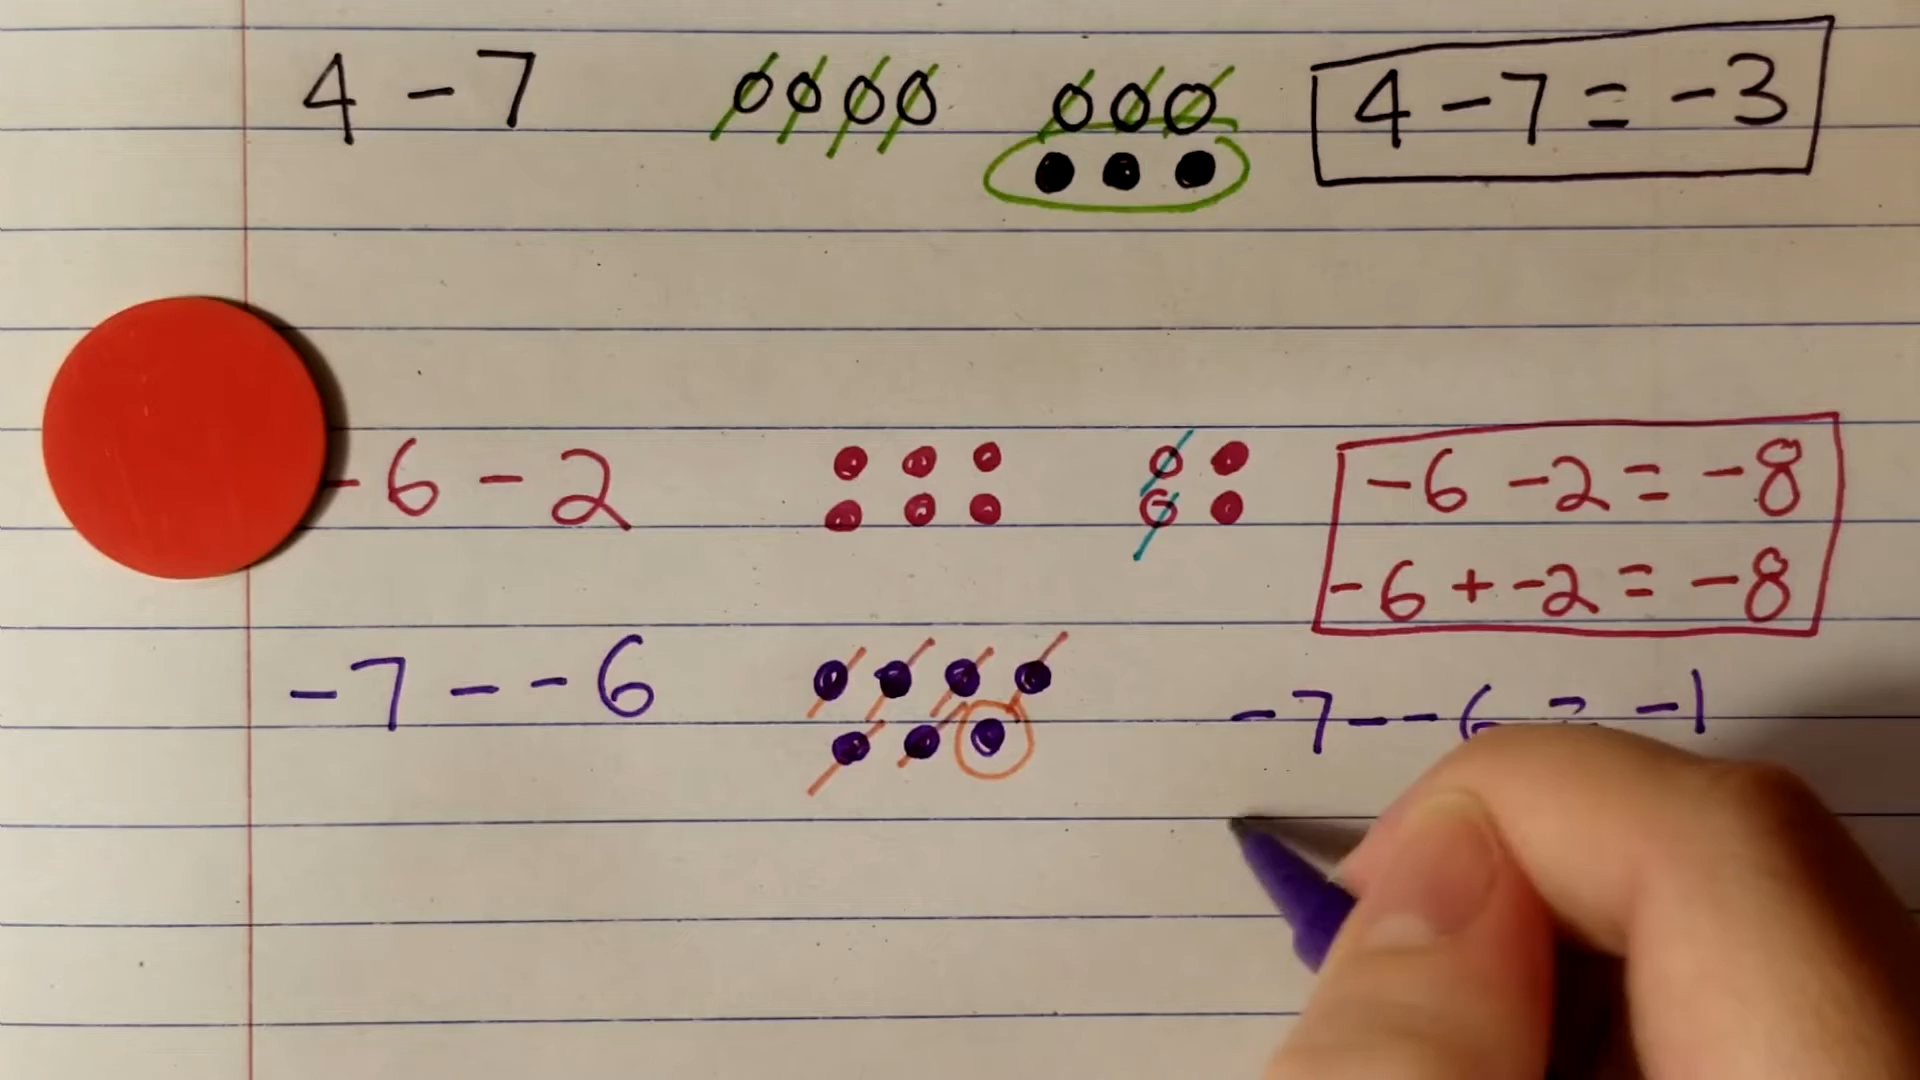 4 - 7 4 - 7 = -3
-6 - 2 -6 -2 = -8
-6 + -2 = -8
-7 - -6 -7 - -6 = -1